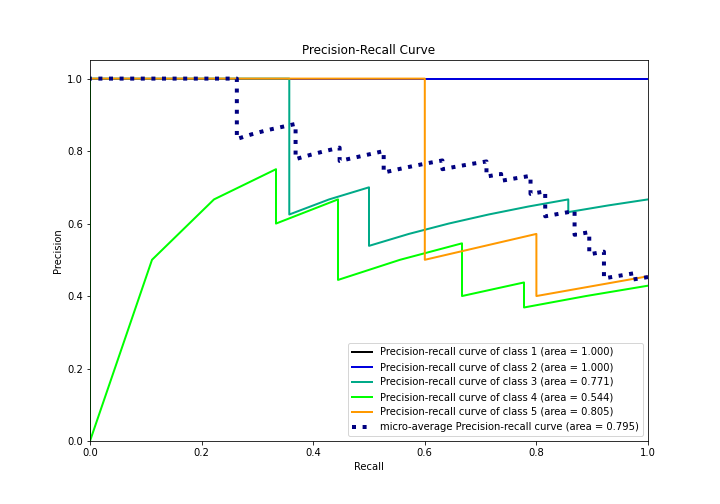 Precision-Recall Curve
1.0
0.8
0.6
0.4
0.2
0.0
Precision
0.0 0.2 0.4 0.6 0.8 1.0
Recall
Precision-recall curve of class 1 (area = 1.000)
Precision-recall curve of class 2 (area = 1.000)
Precision-recall curve of class 3 (area = 0.771)
Precision-recall curve of class 4 (area = 0.544)
Precision-recall curve of class 5 (area = 0.805)
micro-average Precision-recall curve (area = 0.795)